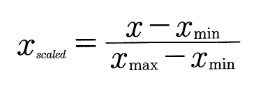 x_scaled = (x − x_min) / (x_max − x_min)